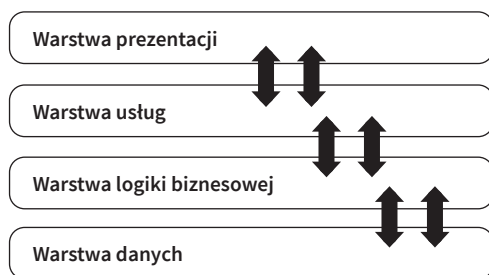 Warstwa prezentacji
Warstwa usług
Warstwa logiki biznesowej
Warstwa danych